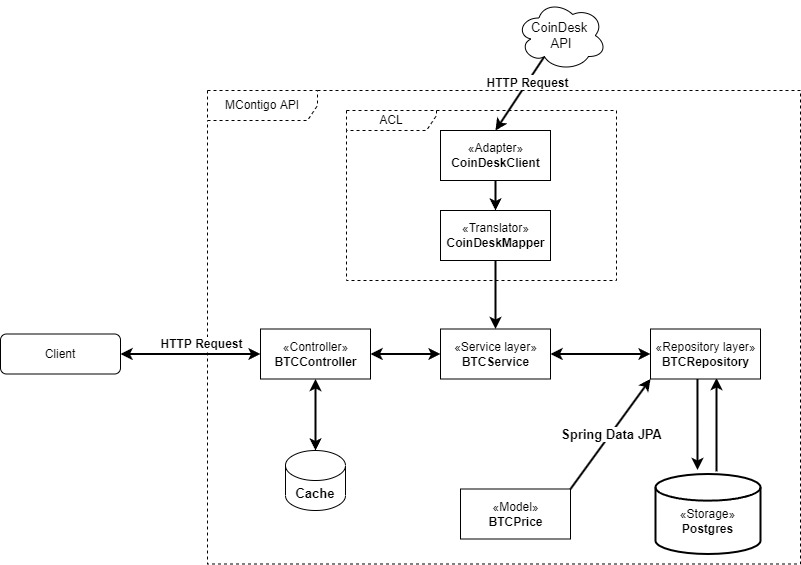 CoinDesk
API
HTTP Request
MContigo API
ACL
«Adapter»
CoinDeskClient
«Translator»
CoinDeskMapper
Client
HTTP Request
«Controller»
BTCController
«Service layer»
BTCService
«Repository layer»
BTCRepository
Spring Data JPA
Cache
«Model»
BTCPrice
«Storage»
Postgres